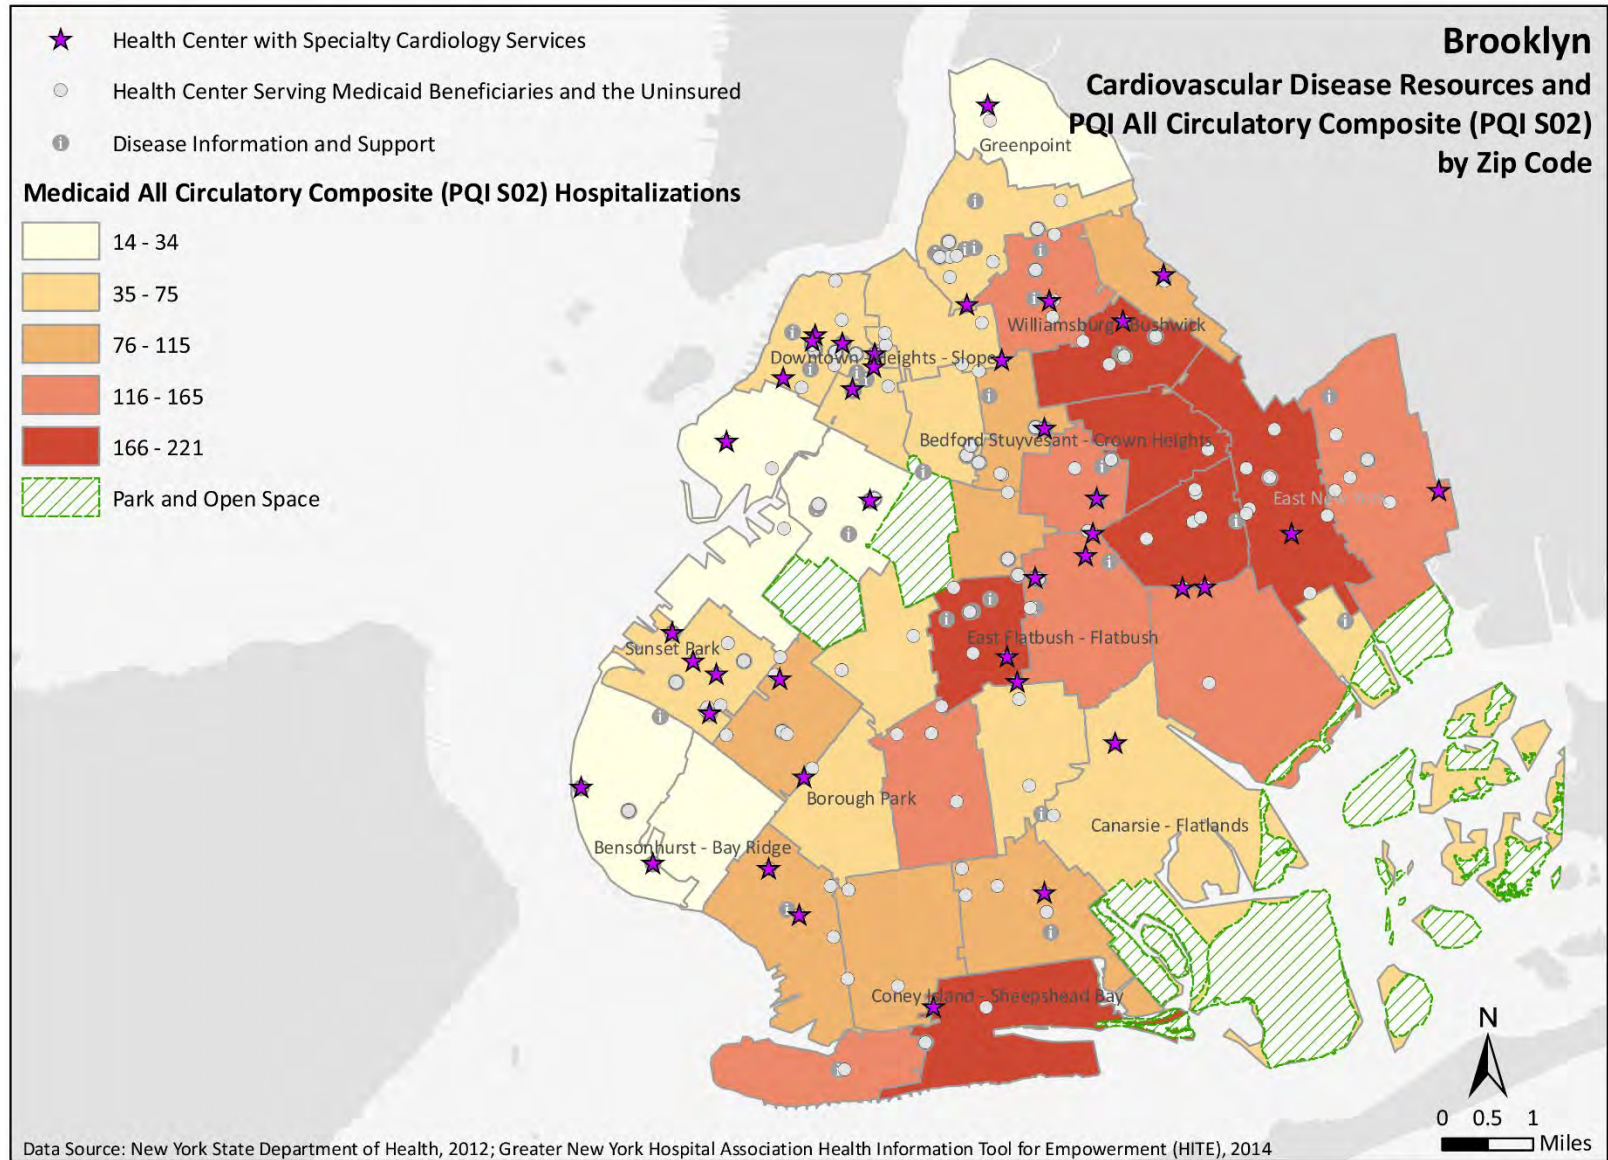 Health Center with Specialty Cardiology Services
Health Center Serving Medicaid Beneficiaries and the Uninsured
Disease Information and Support
Medicaid All Circulatory Composite (PQI S02) Hospitalizations
14 - 34
35 - 75
76 - 115
116 - 165
166 - 221
Park and Open Space
Brooklyn
Cardiovascular Disease Resources and
PQI All Circulatory Composite (PQI S02)
by Zip Code
Greenpoint
Williamsburg - Bushwick
Downtown - Heights - Slope
Bedford Stuyvesant - Crown Heights
East New
East Flatbush - Flatbush
Sunset Park
Borough Park
Canarsie - Flatlands
Bensonhurst - Bay Ridge
Coney Island - Sheepshead Bay
N
0 0.5 1
Miles
Data Source: New York State Department of Health, 2012; Greater New York Hospital Association Health Information Tool for Empowerment (HITE), 2014